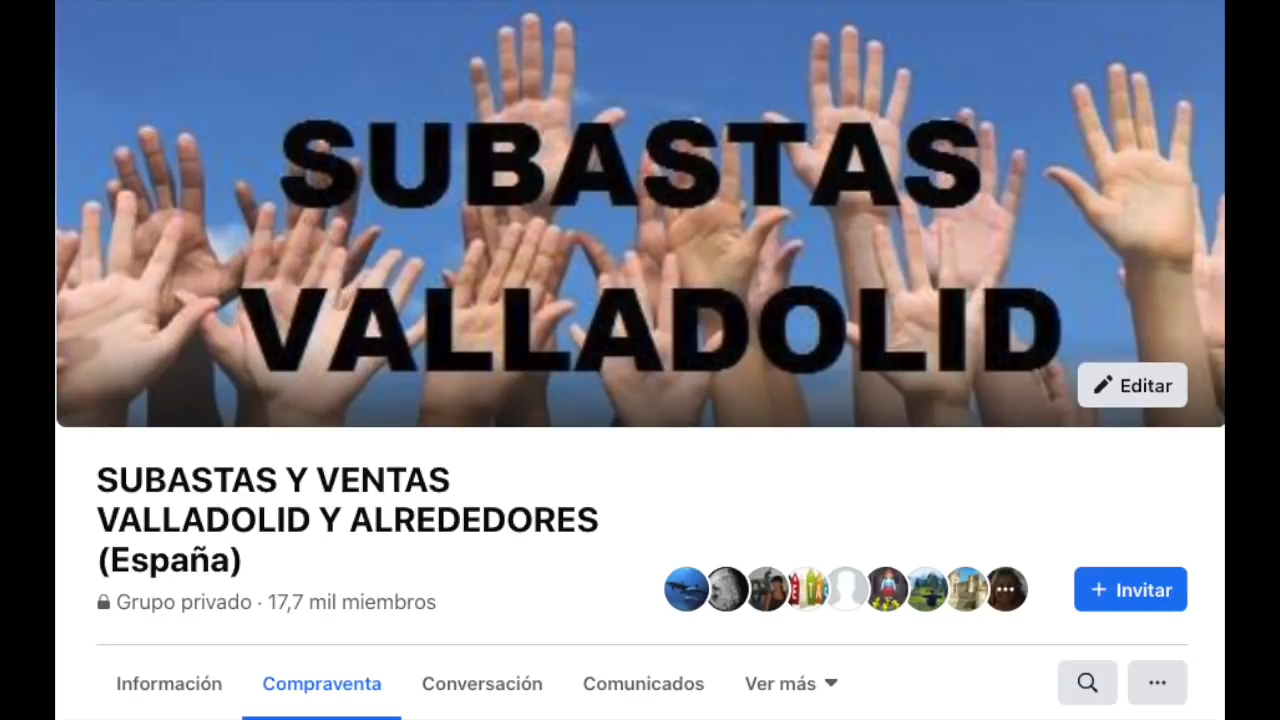 SUBASTAS
VALLADOLID
Editar
SUBASTAS Y VENTAS
VALLADOLID Y ALREDEDORES
(España)
Grupo privado · 17,7 mil miembros
+ Invitar
Información Compraventa Conversación Comunicados Ver más